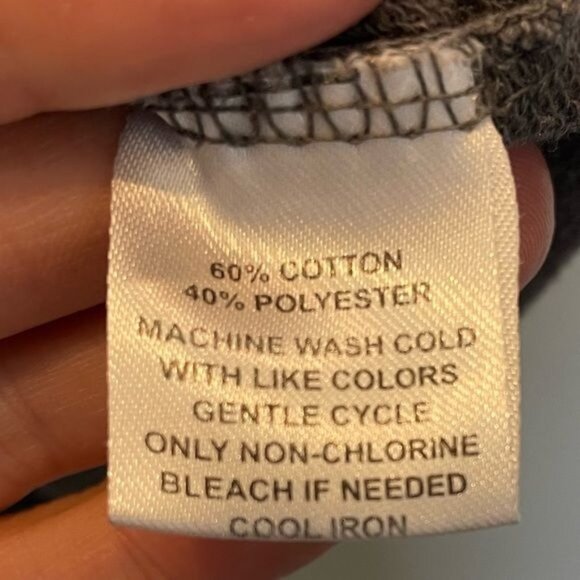 60% COTTON
40% POLYESTER
MACHINE WASH COLD
WITH LIKE COLORS
GENTLE CYCLE
ONLY NON-CHLORINE
BLEACH IF NEEDED
COOL IRON